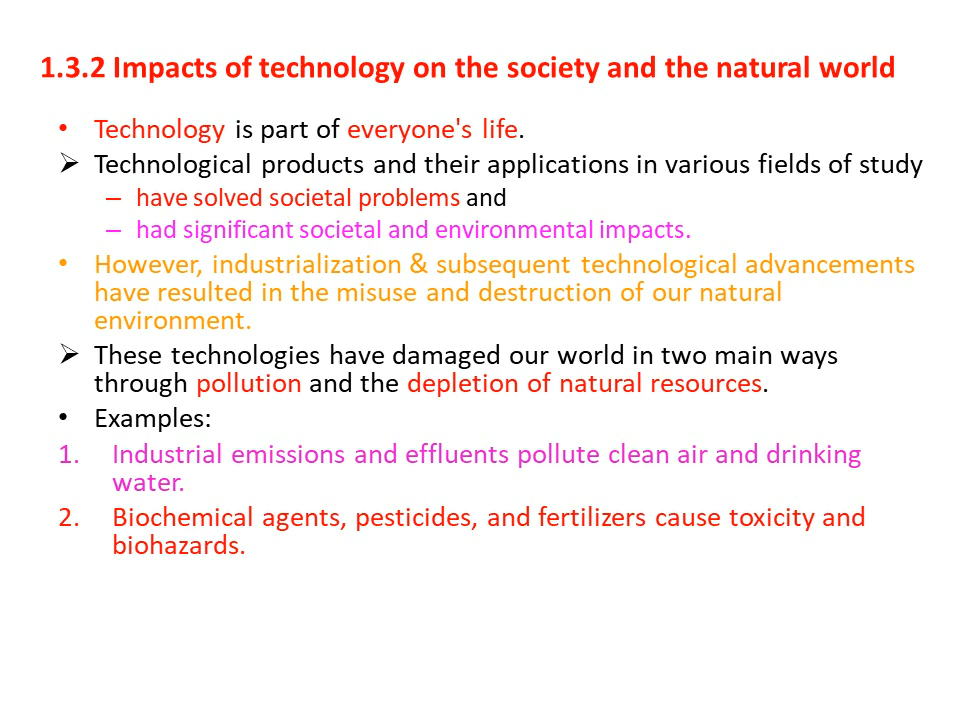 1.3.2 Impacts of technology on the society and the natural world
• Technology is part of everyone's life.
➢ Technological products and their applications in various fields of study
– have solved societal problems and
– had significant societal and environmental impacts.
• However, industrialization & subsequent technological advancements
have resulted in the misuse and destruction of our natural
environment.
➢ These technologies have damaged our world in two main ways
through pollution and the depletion of natural resources.
• Examples:
1. Industrial emissions and effluents pollute clean air and drinking
water.
2. Biochemical agents, pesticides, and fertilizers cause toxicity and
biohazards.